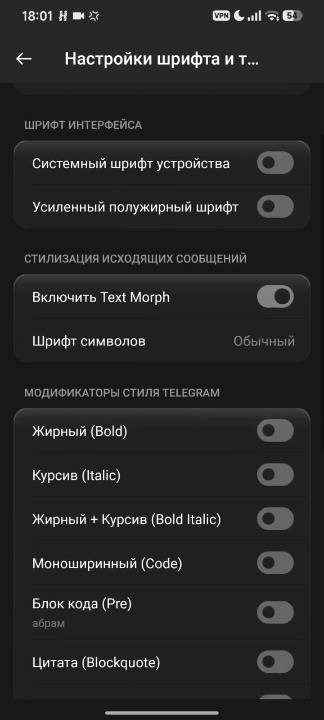 18:01
VPN
54
Настройки шрифта и т...
ШРИФТ ИНТЕРФЕЙСА
Системный шрифт устройства
Усиленный полужирный шрифт
СТИЛИЗАЦИЯ ИСХОДЯЩИХ СООБЩЕНИЙ
Включить Text Morph
Шрифт символов
Обычный
МОДИФИКАТОРЫ СТИЛЯ TELEGRAM
Жирный (Bold)
Курсив (Italic)
Жирный + Курсив (Bold Italic)
Моноширинный (Code)
Блок кода (Pre)
абрам
Цитата (Blockquote)